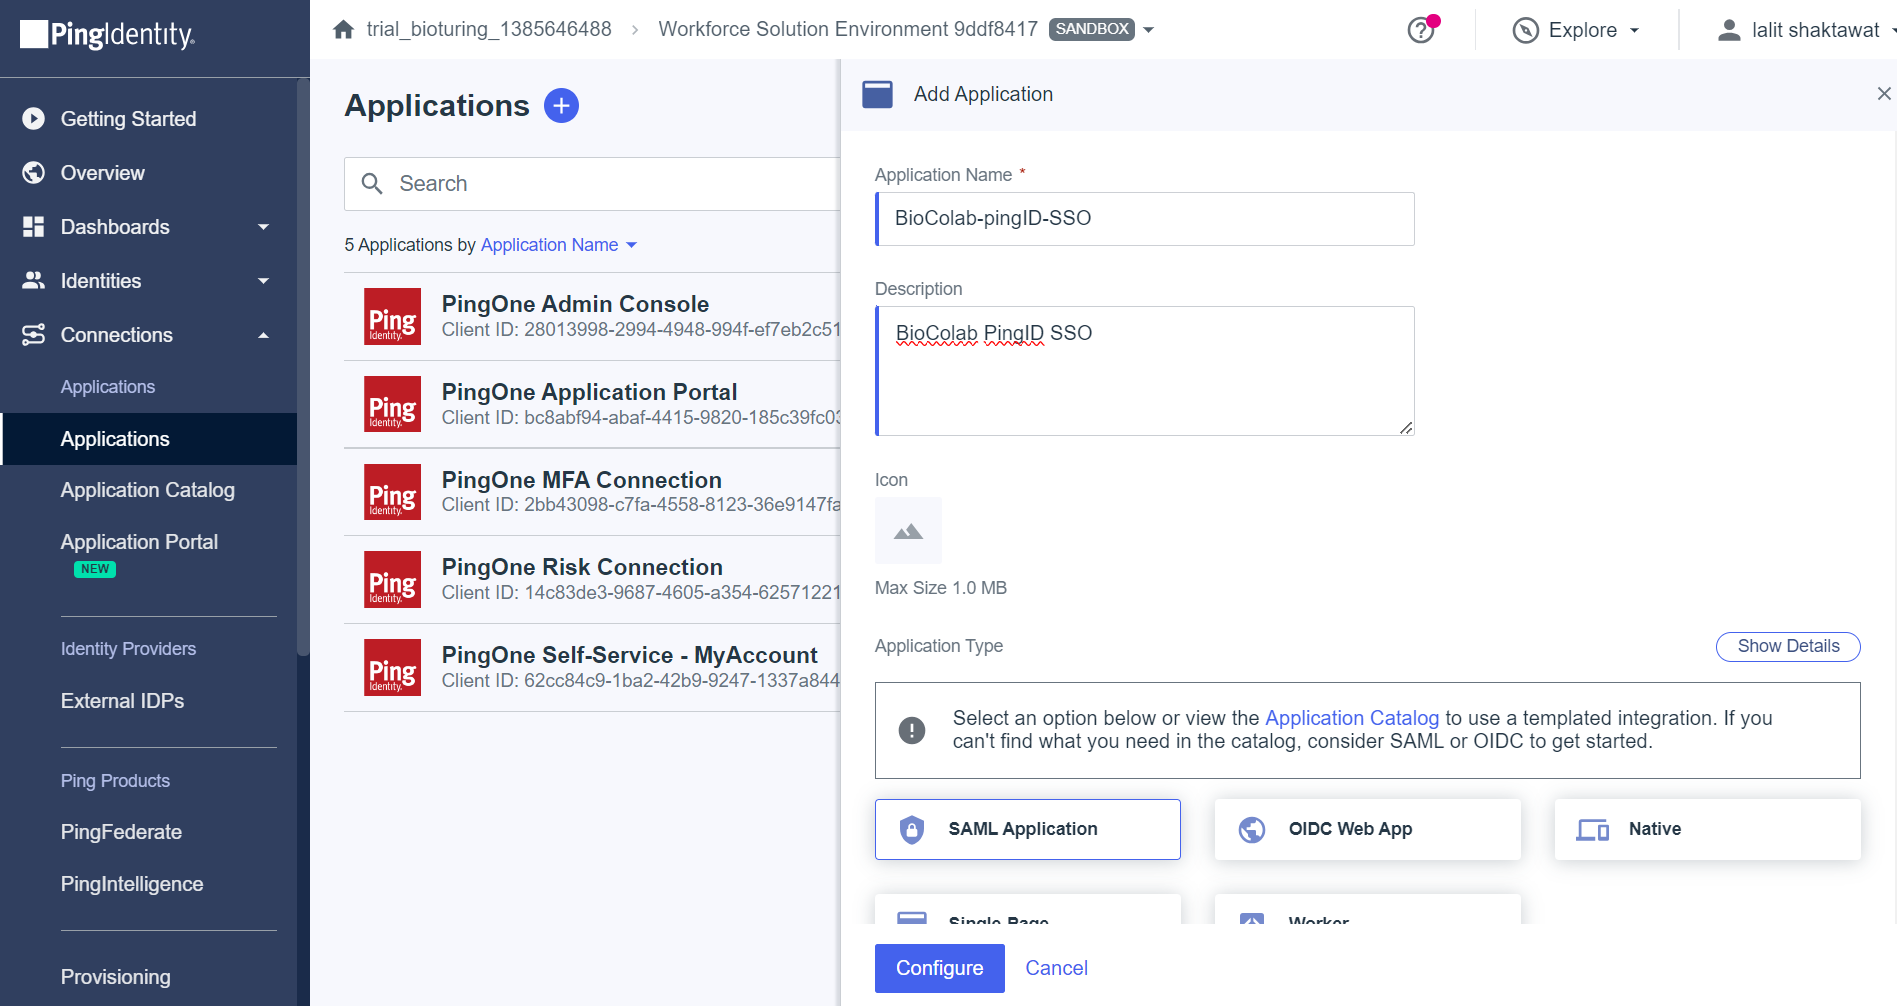 PingIdentity.
trial_bioturing_1385646488 › Workforce Solution Environment 9ddf8417 SANDBOX
? Explore lalit shaktawat
Getting Started
Overview
Dashboards
Identities
Connections
Applications
Applications
Application Catalog
Application Portal
NEW
Identity Providers
External IDPs
Ping Products
PingFederate
PingIntelligence
Provisioning
Applications +
Search
5 Applications by Application Name
Ping
Identity.
PingOne Admin Console
Client ID: 28013998-2994-4948-994f-ef7eb2c51
Ping
Identity.
PingOne Application Portal
Client ID: bc8abf94-abaf-4415-9820-185c39fc03
Ping
Identity.
PingOne MFA Connection
Client ID: 2bb43098-c7fa-4558-8123-36e9147fa
Ping
Identity.
PingOne Risk Connection
Client ID: 14c83de3-9687-4605-a354-62571221
Ping
Identity.
PingOne Self-Service - MyAccount
Client ID: 62cc84c9-1ba2-42b9-9247-1337a844
Add Application
Application Name *
BioColab-pingID-SSO
Description
BioColab PingID SSO
Icon
Max Size 1.0 MB
Application Type
Show Details
Select an option below or view the Application Catalog to use a templated integration. If you
can't find what you need in the catalog, consider SAML or OIDC to get started.
SAML Application
OIDC Web App
Native
Single-Page
Worker
Configure
Cancel